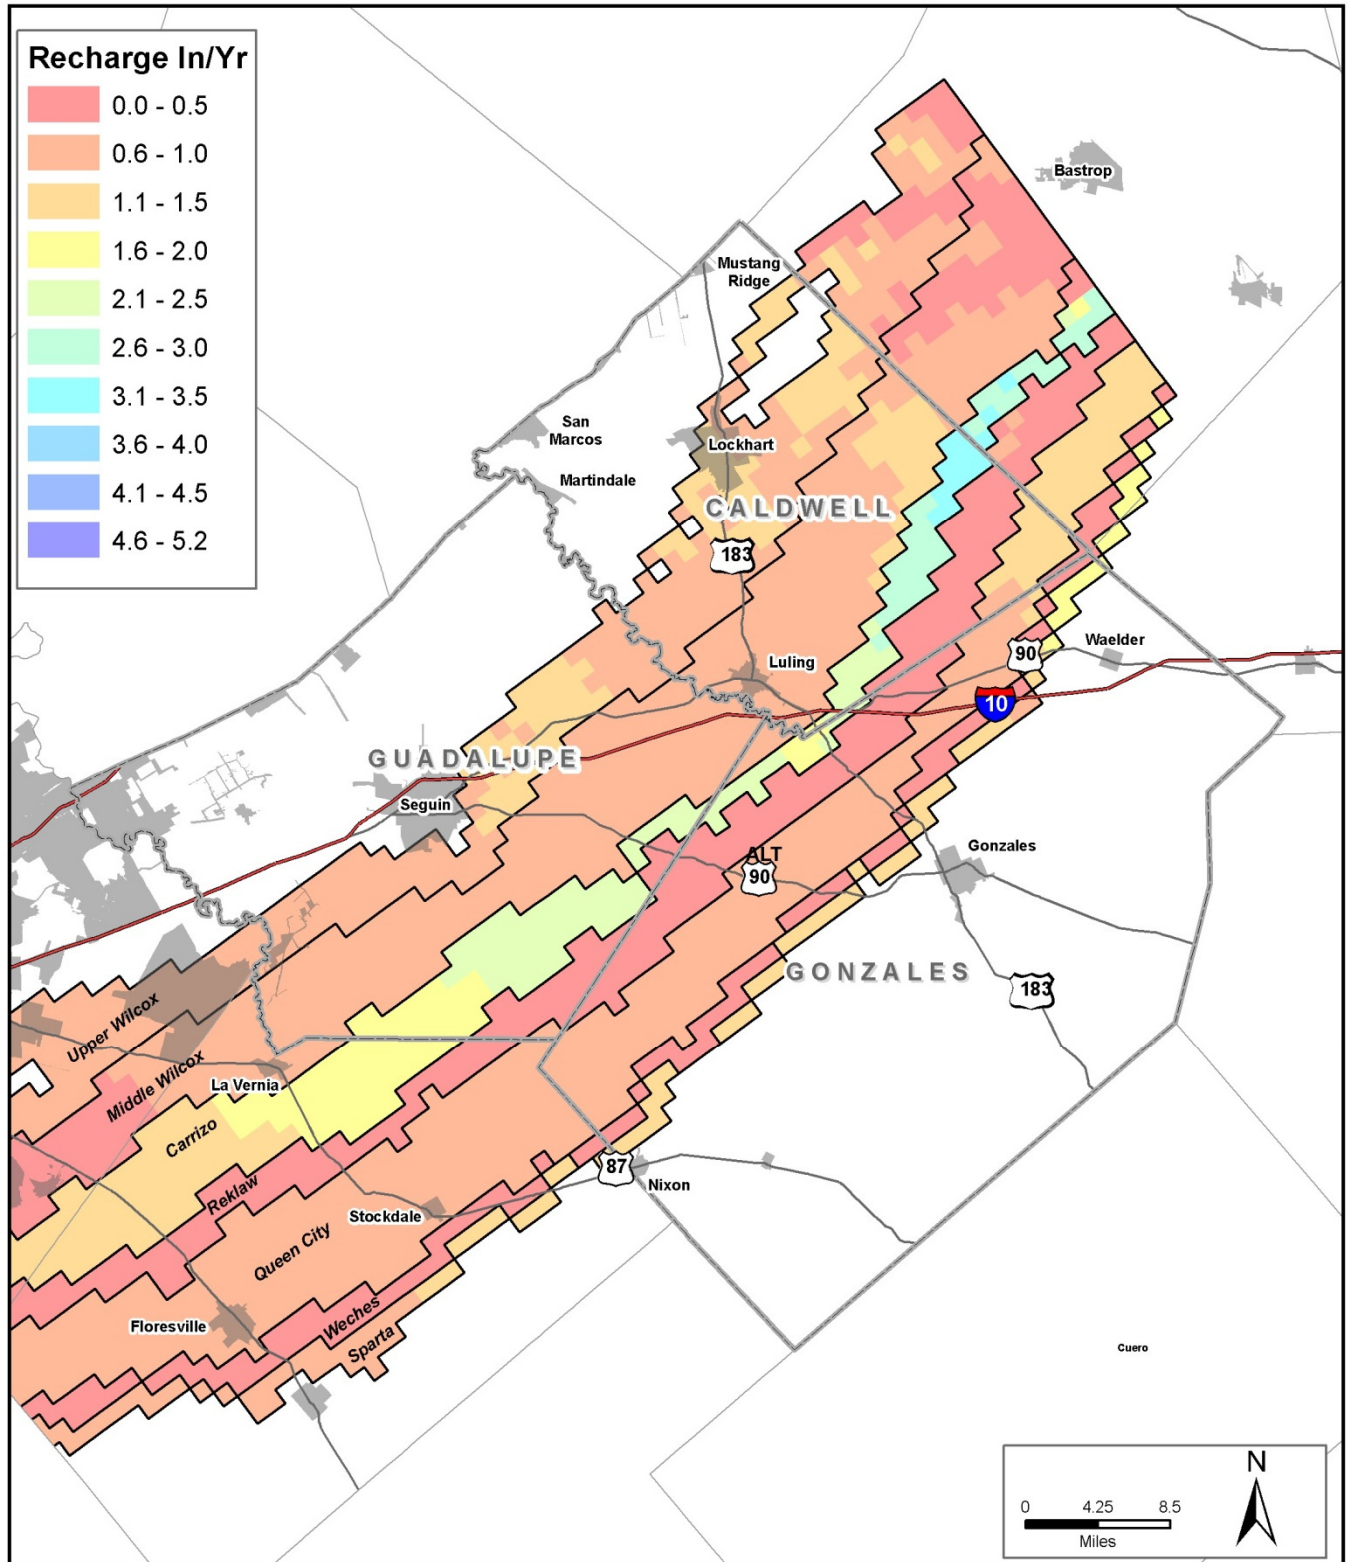 Recharge In/Yr
0.0 - 0.5
0.6 - 1.0
1.1 - 1.5
1.6 - 2.0
2.1 - 2.5
2.6 - 3.0
3.1 - 3.5
3.6 - 4.0
4.1 - 4.5
4.6 - 5.2
Bastrop
Mustang
Ridge
San
Marcos
Lockhart
Martindale
CALDWELL
183
Waelder
90
Luling
10
GUADALUPE
Seguin
Gonzales
ALT
90
GONZALES
183
Upper Wilcox
Middle Wilcox
La Vernia
Carrizo
Reklaw
87
Nixon
Stockdale
Queen City
Floresville
Weches
Sparta
Cuero
N
0 4.25 8.5
Miles